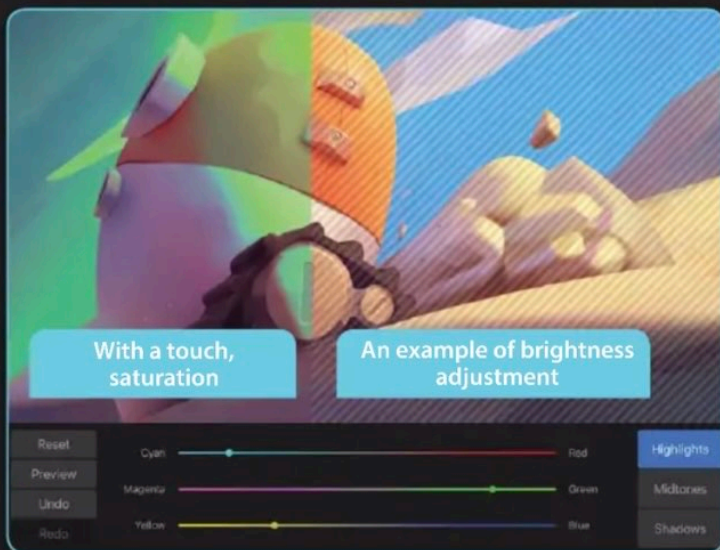 With a touch,
saturation
An example of brightness
adjustment
Reset
Preview
Undo
Redo
Cyan
Red
Magenta
Green
Yellow
Blue
Highlights
Midtones
Shadows